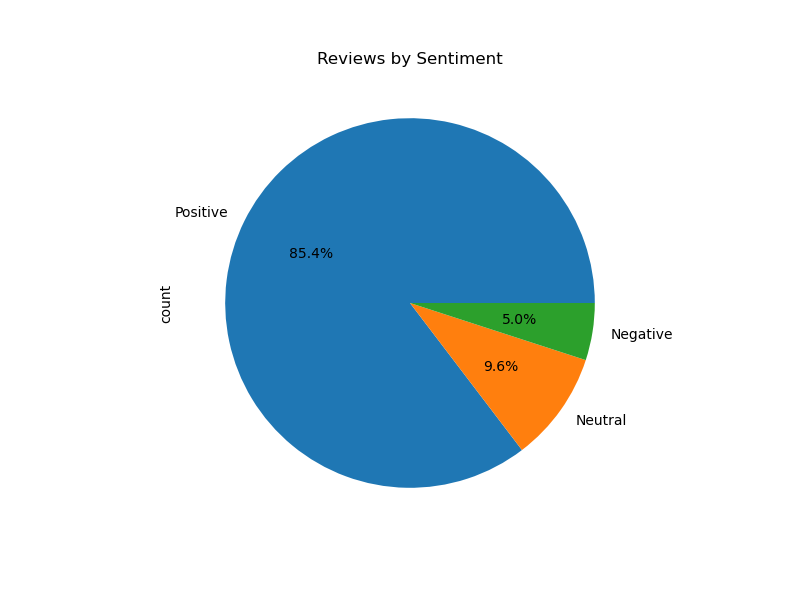 Reviews by Sentiment
Positive
85.4%
count
5.0%
Negative
9.6%
Neutral